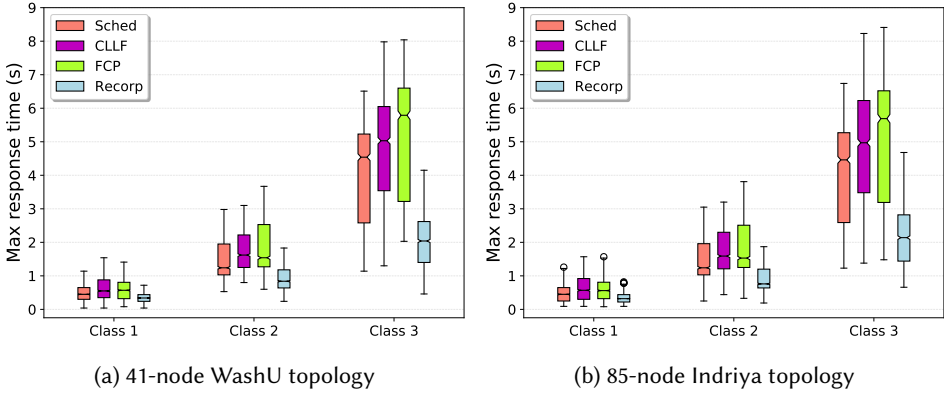 Max response time (s)
9
8
7
6
5
4
3
2
1
0
Sched
CLLF
FCP
Recorp
Class 1
Class 2
Class 3
(a) 41-node WashU topology
Max response time (s)
9
8
7
6
5
4
3
2
1
0
Sched
CLLF
FCP
Recorp
Class 1
Class 2
Class 3
(b) 85-node Indriya topology